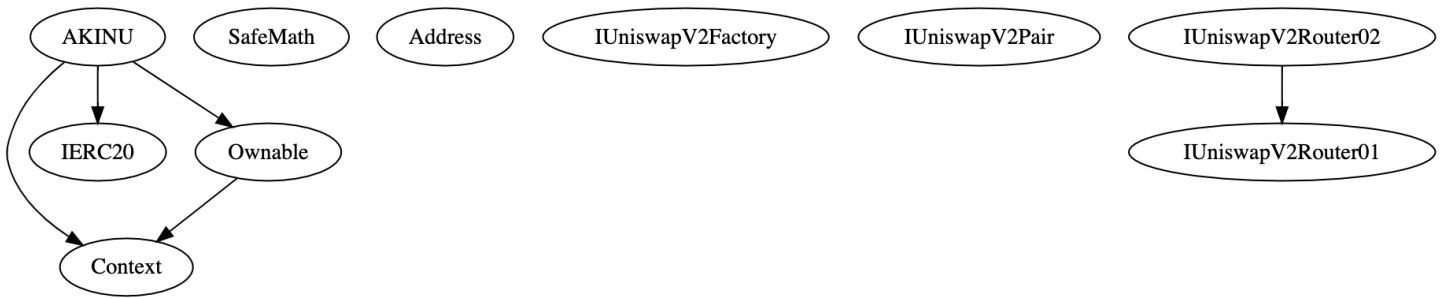 AKINU SafeMath Address IUniswapV2Factory IUniswapV2Pair IUniswapV2Router02
IERC20 Ownable IUniswapV2Router01
Context